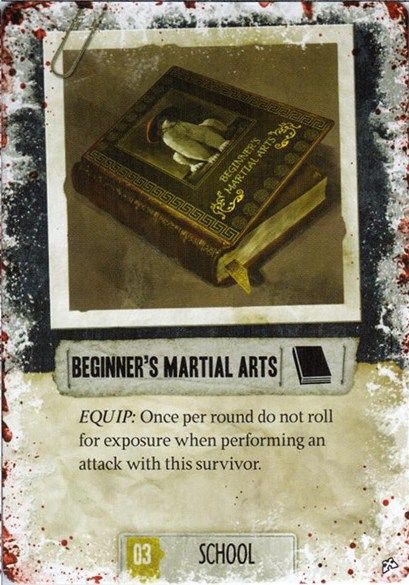 BEGINNER'S
MARTIAL ARTS
BEGINNER'S MARTIAL ARTS
EQUIP: Once per round do not roll
for exposure when performing an
attack with this survivor.
03 SCHOOL